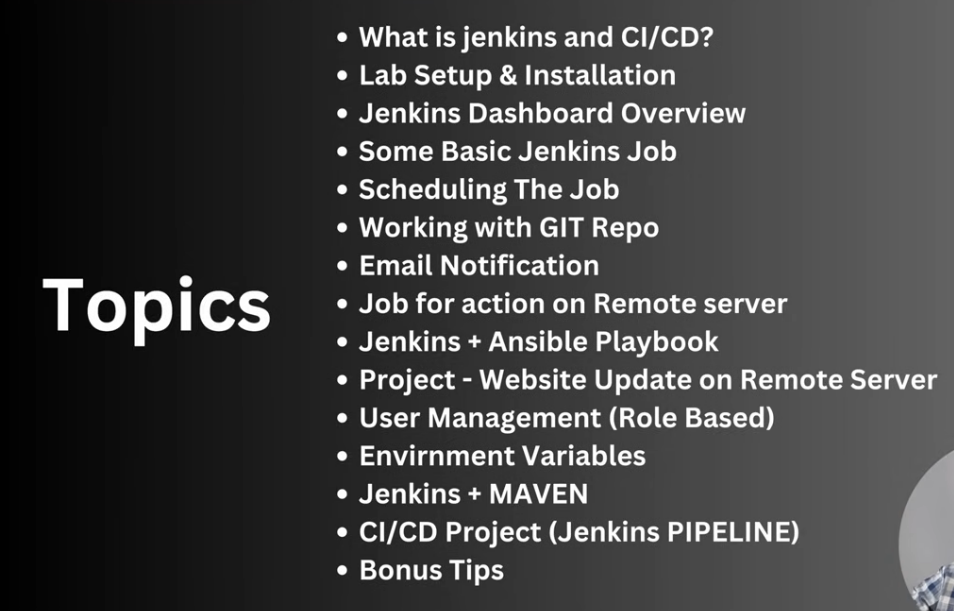 Topics
• What is jenkins and CI/CD?
• Lab Setup & Installation
• Jenkins Dashboard Overview
• Some Basic Jenkins Job
• Scheduling The Job
• Working with GIT Repo
• Email Notification
• Job for action on Remote server
• Jenkins + Ansible Playbook
• Project - Website Update on Remote Server
• User Management (Role Based)
• Envirnment Variables
• Jenkins + MAVEN
• CI/CD Project (Jenkins PIPELINE)
• Bonus Tips